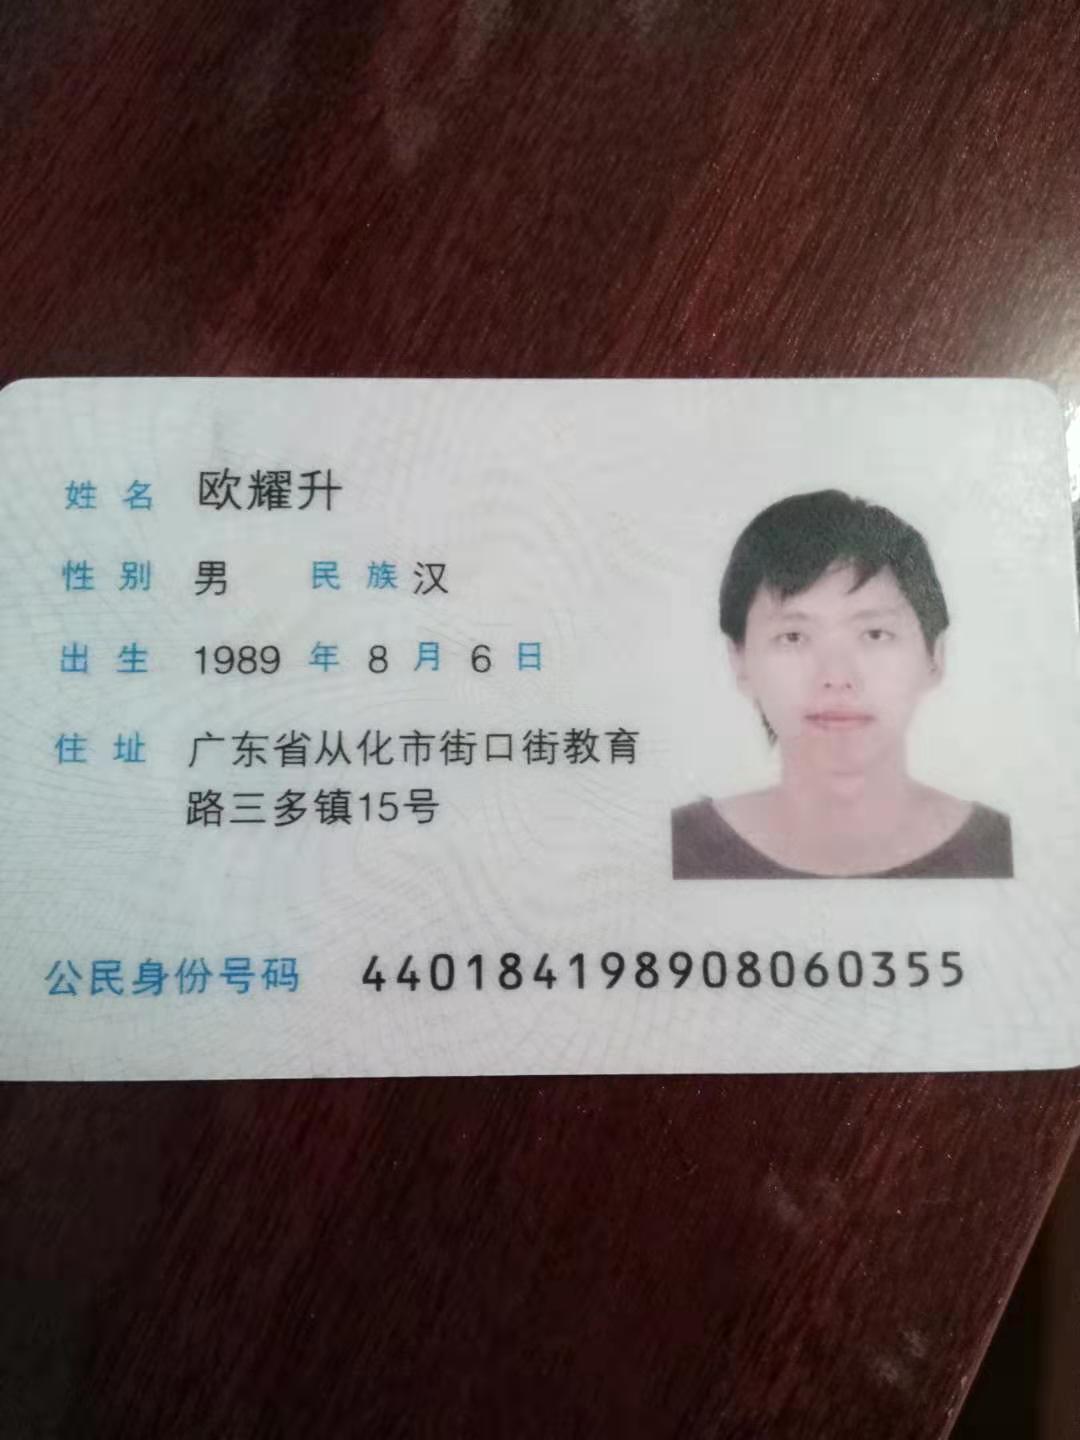 姓名 欧耀升
性别 男 民族 汉
出生 1989 年 8 月 6 日
住址 广东省从化市街口街教育
路三多镇15号
公民身份号码 440184198908060355